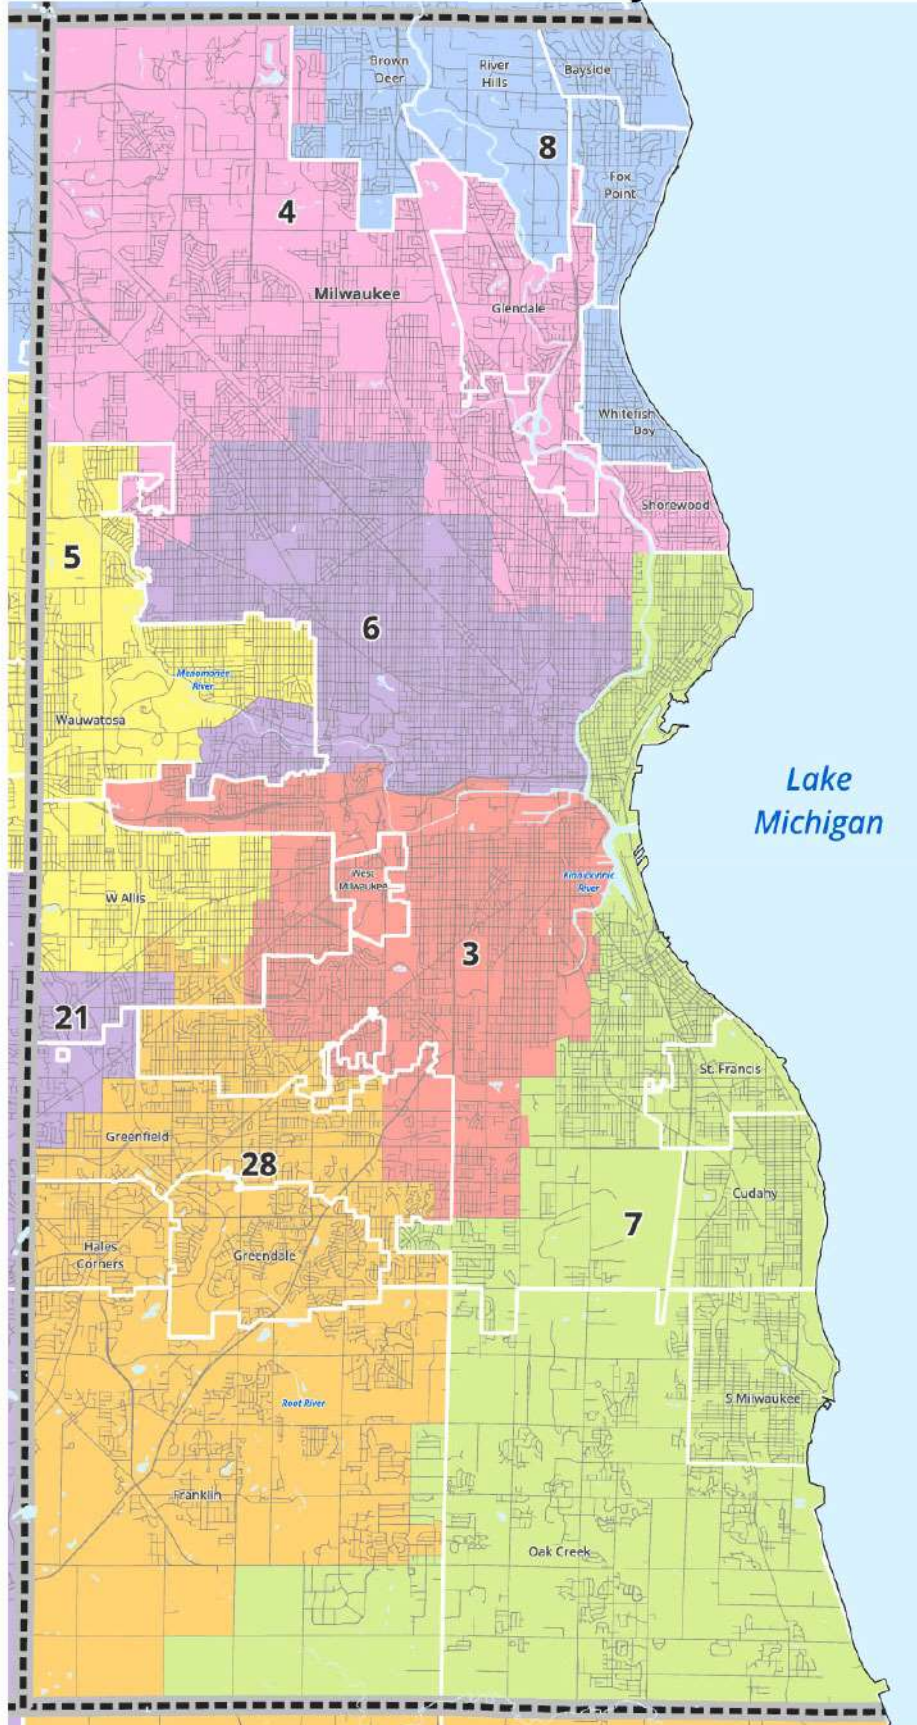 Brown
Deer
River
Hills
Bayside
8
Fox
Point
4
Milwaukee
Glendale
Whitefish
Bay
Shorewood
5
6
Menomonee
River
Wauwatosa
Lake
Michigan
West
Milwaukee
Kinnickinnic
River
W Allis
3
21
St. Francis
Greenfield
28
Cudahy
7
Hales
Corners
Greendale
S Milwaukee
Root River
Franklin
Oak Creek